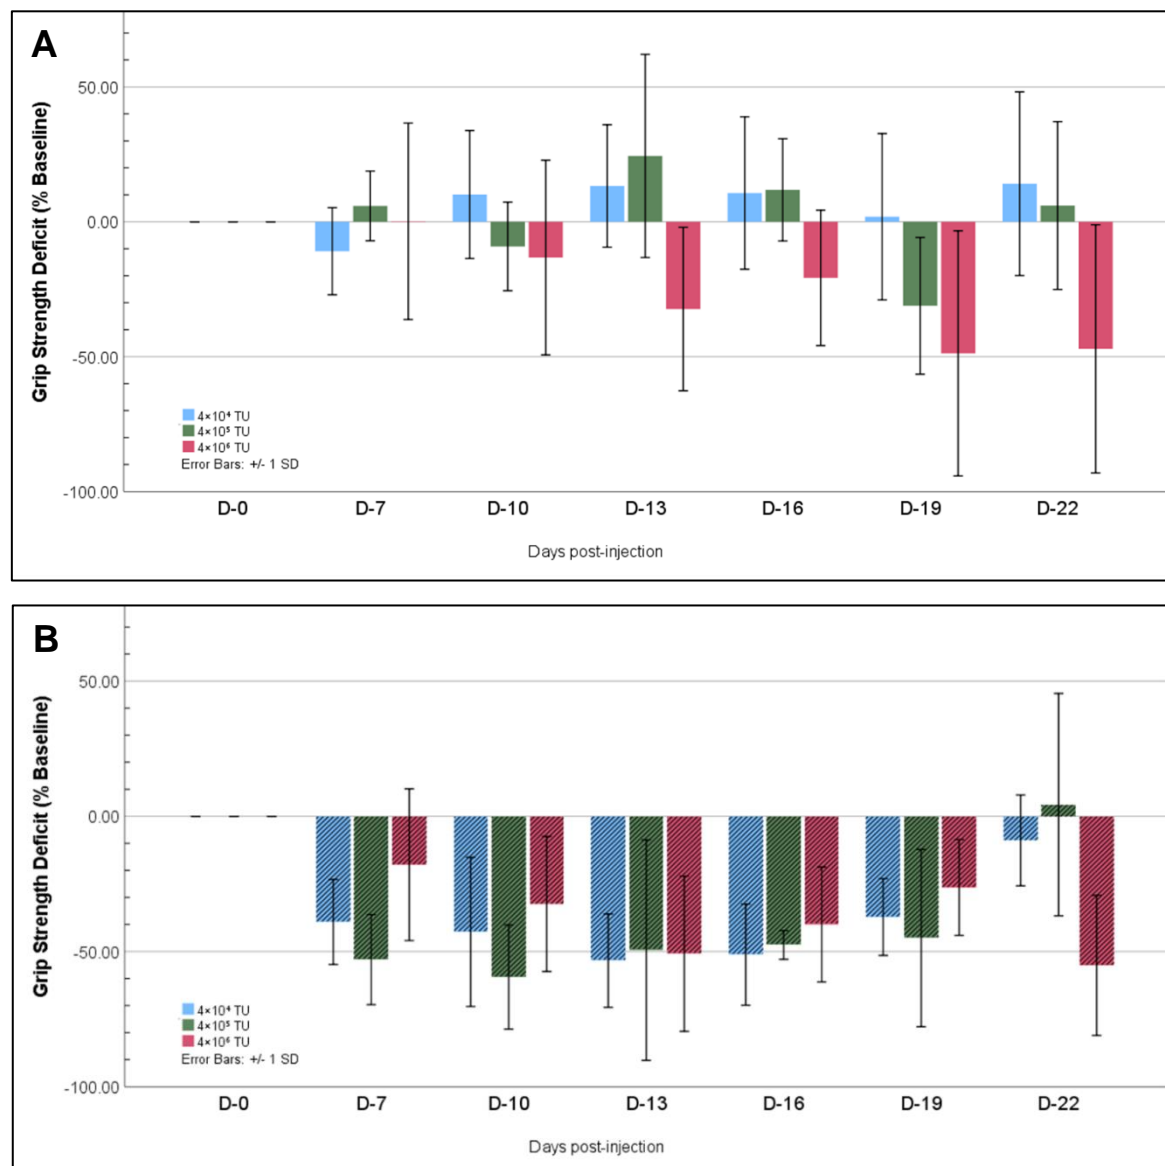 A
Grip Strength Deficit (% Baseline)
50.00
0.00
-50.00
-100.00
4×10⁴ TU
4×10⁵ TU
4×10⁶ TU
Error Bars: +/- 1 SD
D-0 D-7 D-10 D-13 D-16 D-19 D-22
Days post-injection
B
Grip Strength Deficit (% Baseline)
50.00
0.00
-50.00
-100.00
4×10⁴ TU
4×10⁵ TU
4×10⁶ TU
Error Bars: +/- 1 SD
D-0 D-7 D-10 D-13 D-16 D-19 D-22
Days post-injection